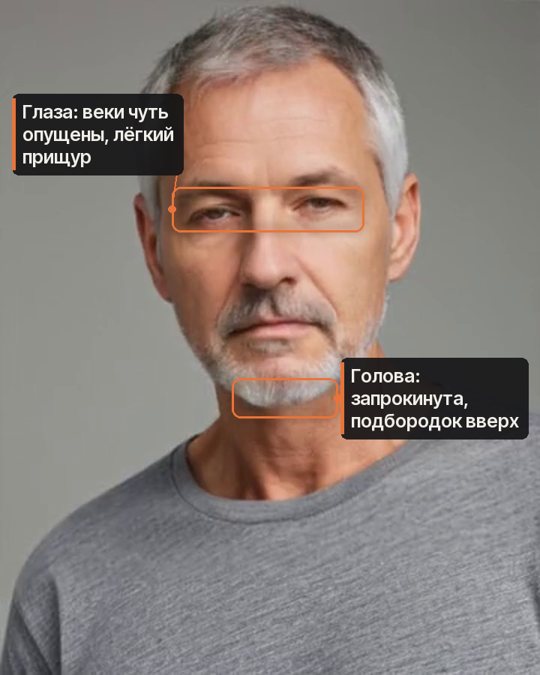 Глаза: веки чуть
опущены, лёгкий
прищур
Голова:
запрокинута,
подбородок вверх